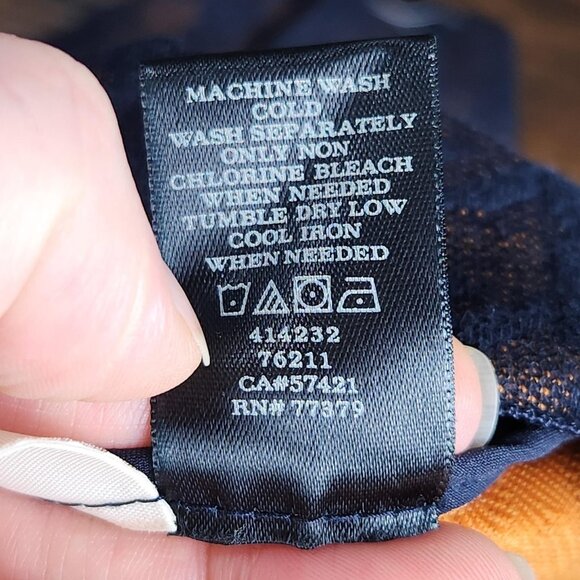 MACHINE WASH
COLD
WASH SEPARATELY
ONLY NON
CHLORINE BLEACH
WHEN NEEDED
TUMBLE DRY LOW
COOL IRON
WHEN NEEDED
414232
76211
CA#57421
RN# 77379